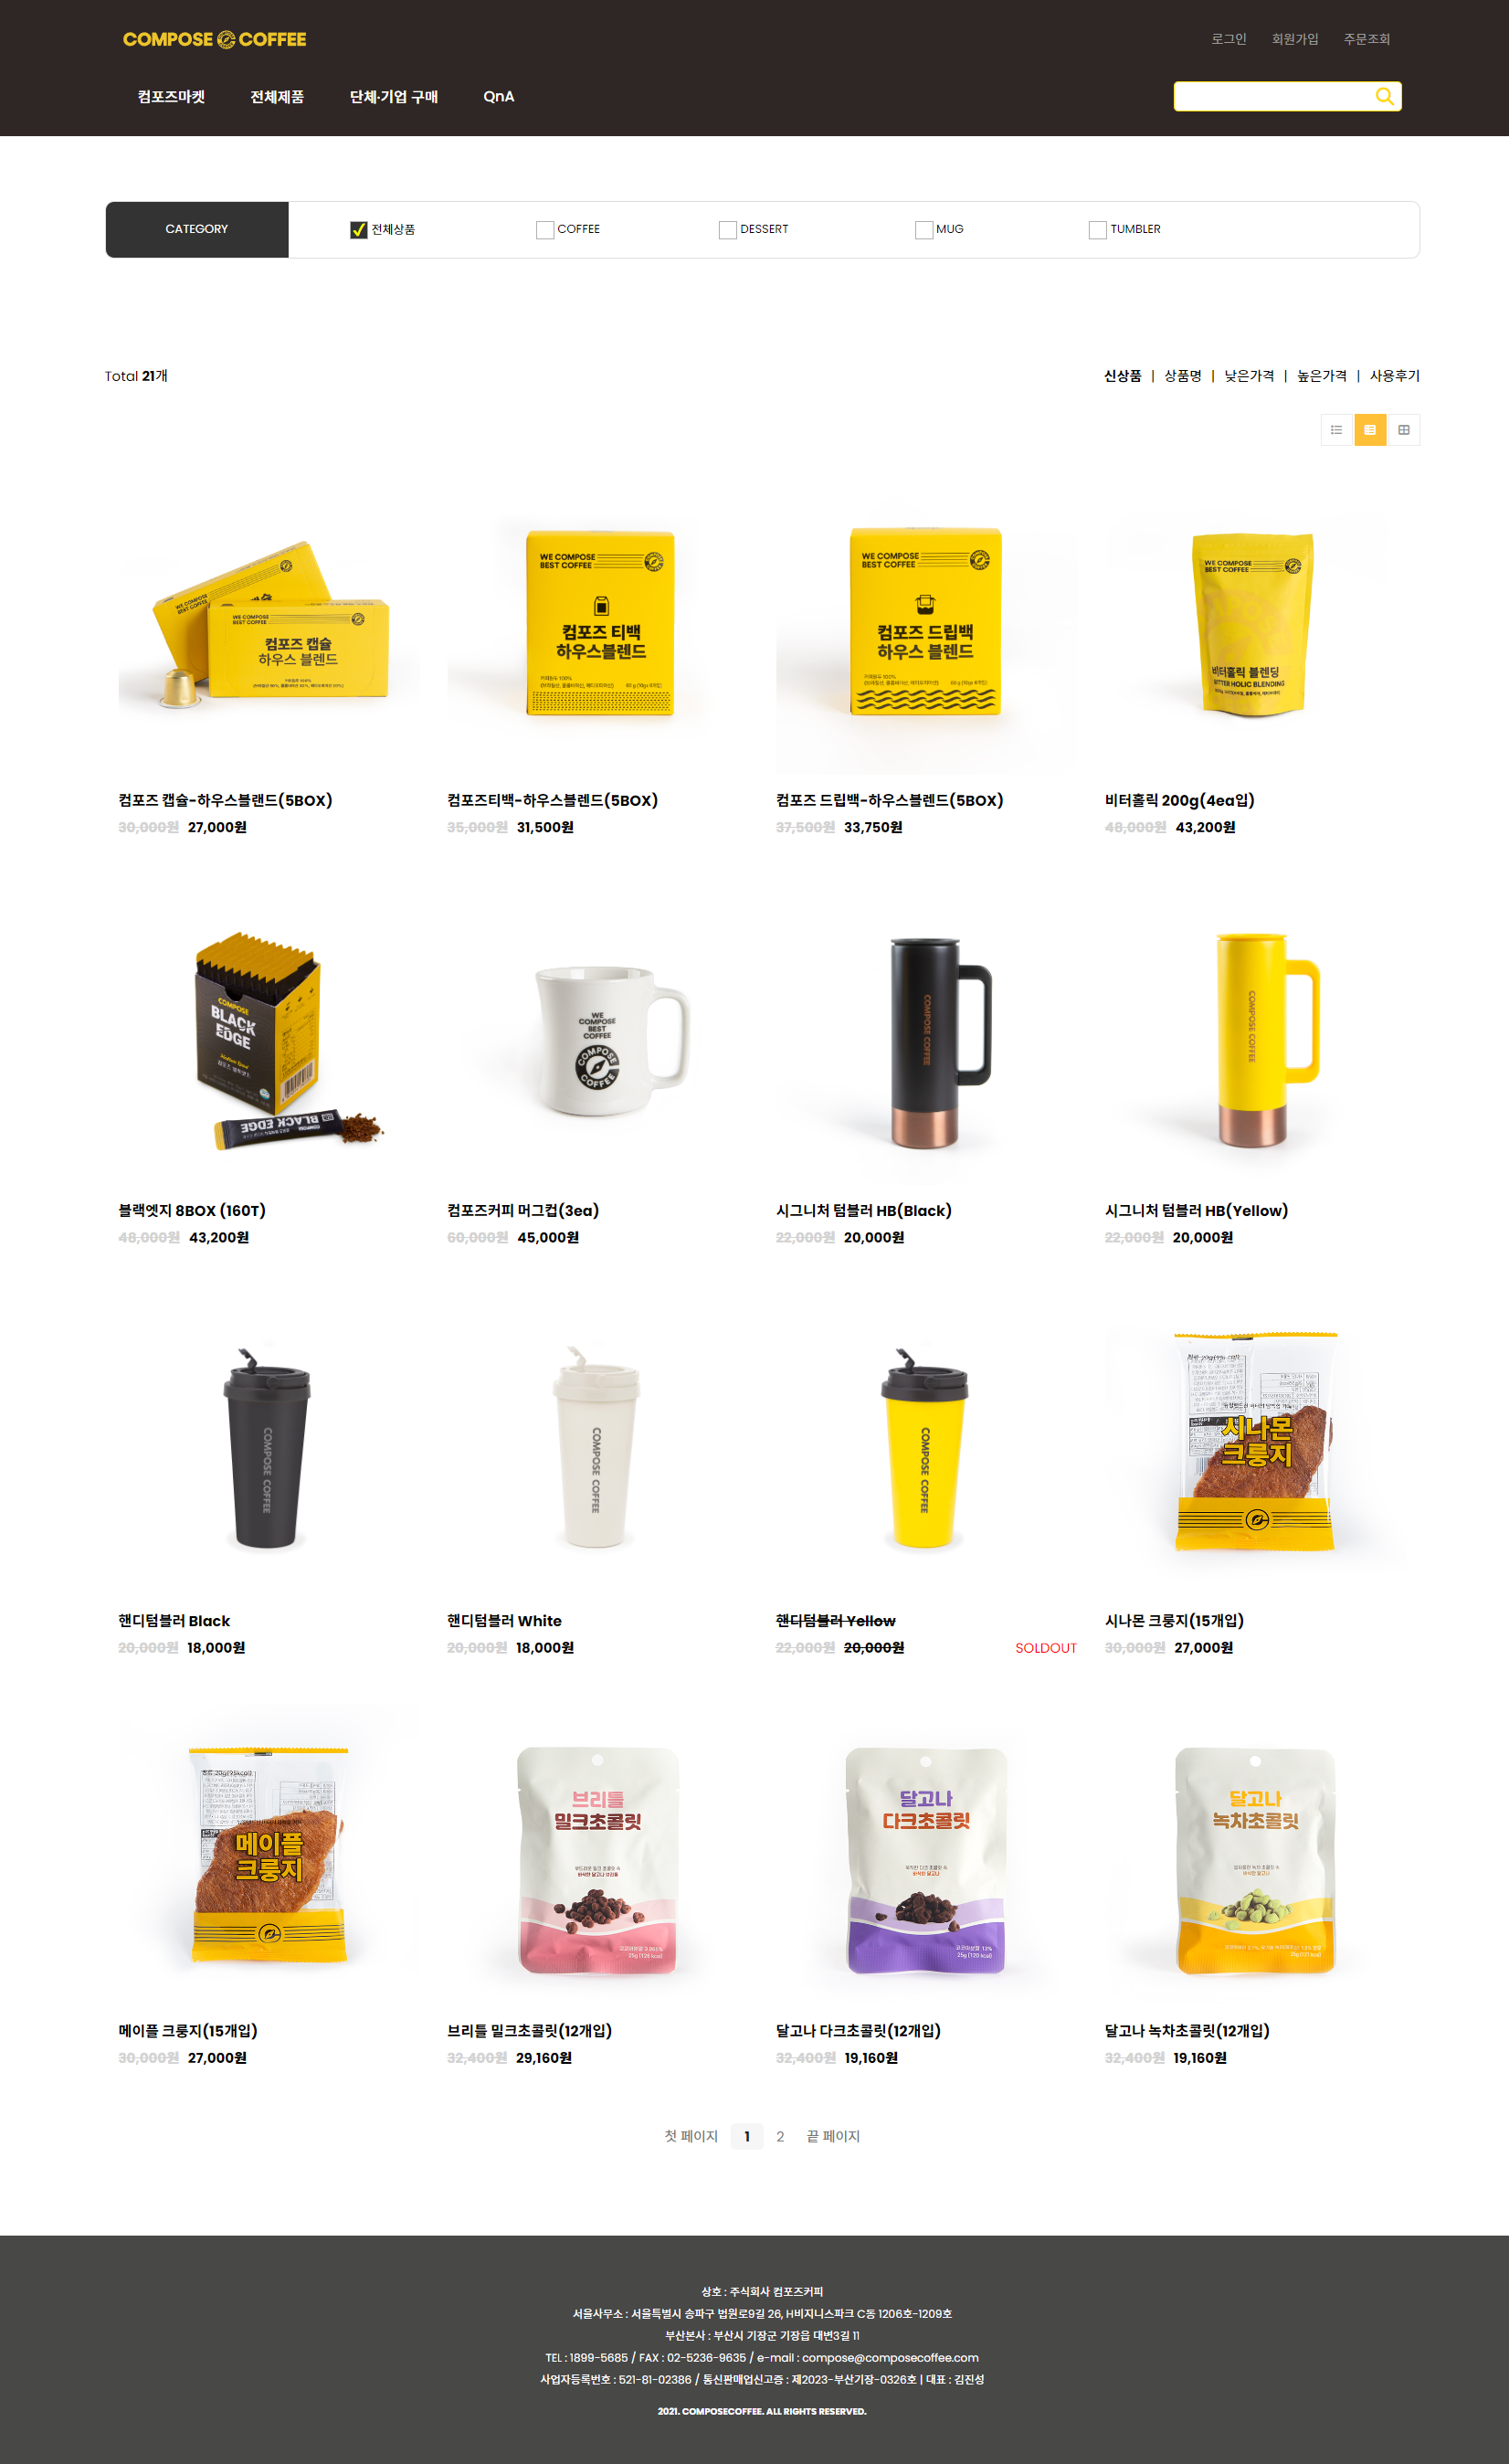 COMPOSE COFFEE
로그인 회원가입 주문조회
컴포즈마켓 전체제품 단체·기업 구매 QnA
CATEGORY 전체상품 COFFEE DESSERT MUG TUMBLER
Total 21개
신상품 | 상품명 | 낮은가격 | 높은가격 | 사용후기
WE COMPOSE BEST COFFEE
WE COMPOSE BEST COFFEE
컴포즈 캡슐
하우스 블렌드
WE COMPOSE BEST COFFEE
컴포즈 티백
하우스블렌드
WE COMPOSE BEST COFFEE
컴포즈 드립백
하우스 블렌드
WE COMPOSE BEST COFFEE
비터홀릭 블렌딩
BITTER HOLIC BLENDING
컴포즈 캡슐-하우스블랜드(5BOX)
30,000원 27,000원
컴포즈티백-하우스블렌드(5BOX)
35,000원 31,500원
컴포즈 드립백-하우스블렌드(5BOX)
37,500원 33,750원
비터홀릭 200g(4ea입)
48,000원 43,200원
COMPOSE
BLACK
EDGE
BLACK EDGE
WE
COMPOSE
BEST
COFFEE
COMPOSE COFFEE
COMPOSE COFFEE
COMPOSE COFFEE
블랙엣지 8BOX (160T)
48,000원 43,200원
컴포즈커피 머그컵(3ea)
60,000원 45,000원
시그니처 텀블러 HB(Black)
22,000원 20,000원
시그니처 텀블러 HB(Yellow)
22,000원 20,000원
COMPOSE COFFEE
COMPOSE COFFEE
COMPOSE COFFEE
시나몬
크룽지
핸디텀블러 Black
20,000원 18,000원
핸디텀블러 White
20,000원 18,000원
핸디텀블러 Yellow
22,000원 20,000원 SOLDOUT
시나몬 크룽지(15개입)
30,000원 27,000원
메이플
크룽지
브리틀
밀크초콜릿
달고나
다크초콜릿
달고나
녹차초콜릿
메이플 크룽지(15개입)
30,000원 27,000원
브리틀 밀크초콜릿(12개입)
32,400원 29,160원
달고나 다크초콜릿(12개입)
32,400원 19,160원
달고나 녹차초콜릿(12개입)
32,400원 19,160원
첫 페이지 1 2 끝 페이지
상호 : 주식회사 컴포즈커피
서울사무소 : 서울특별시 송파구 법원로9길 26, H비지니스파크 C동 1206호-1209호
부산본사 : 부산시 기장군 기장읍 대변3길 11
TEL : 1899-5685 / FAX : 02-5236-9635 / e-mail : compose@composecoffee.com
사업자등록번호 : 521-81-02386 / 통신판매업신고증 : 제2023-부산기장-0326호 | 대표 : 김진성
2021. COMPOSECOFFEE. ALL RIGHTS RESERVED.